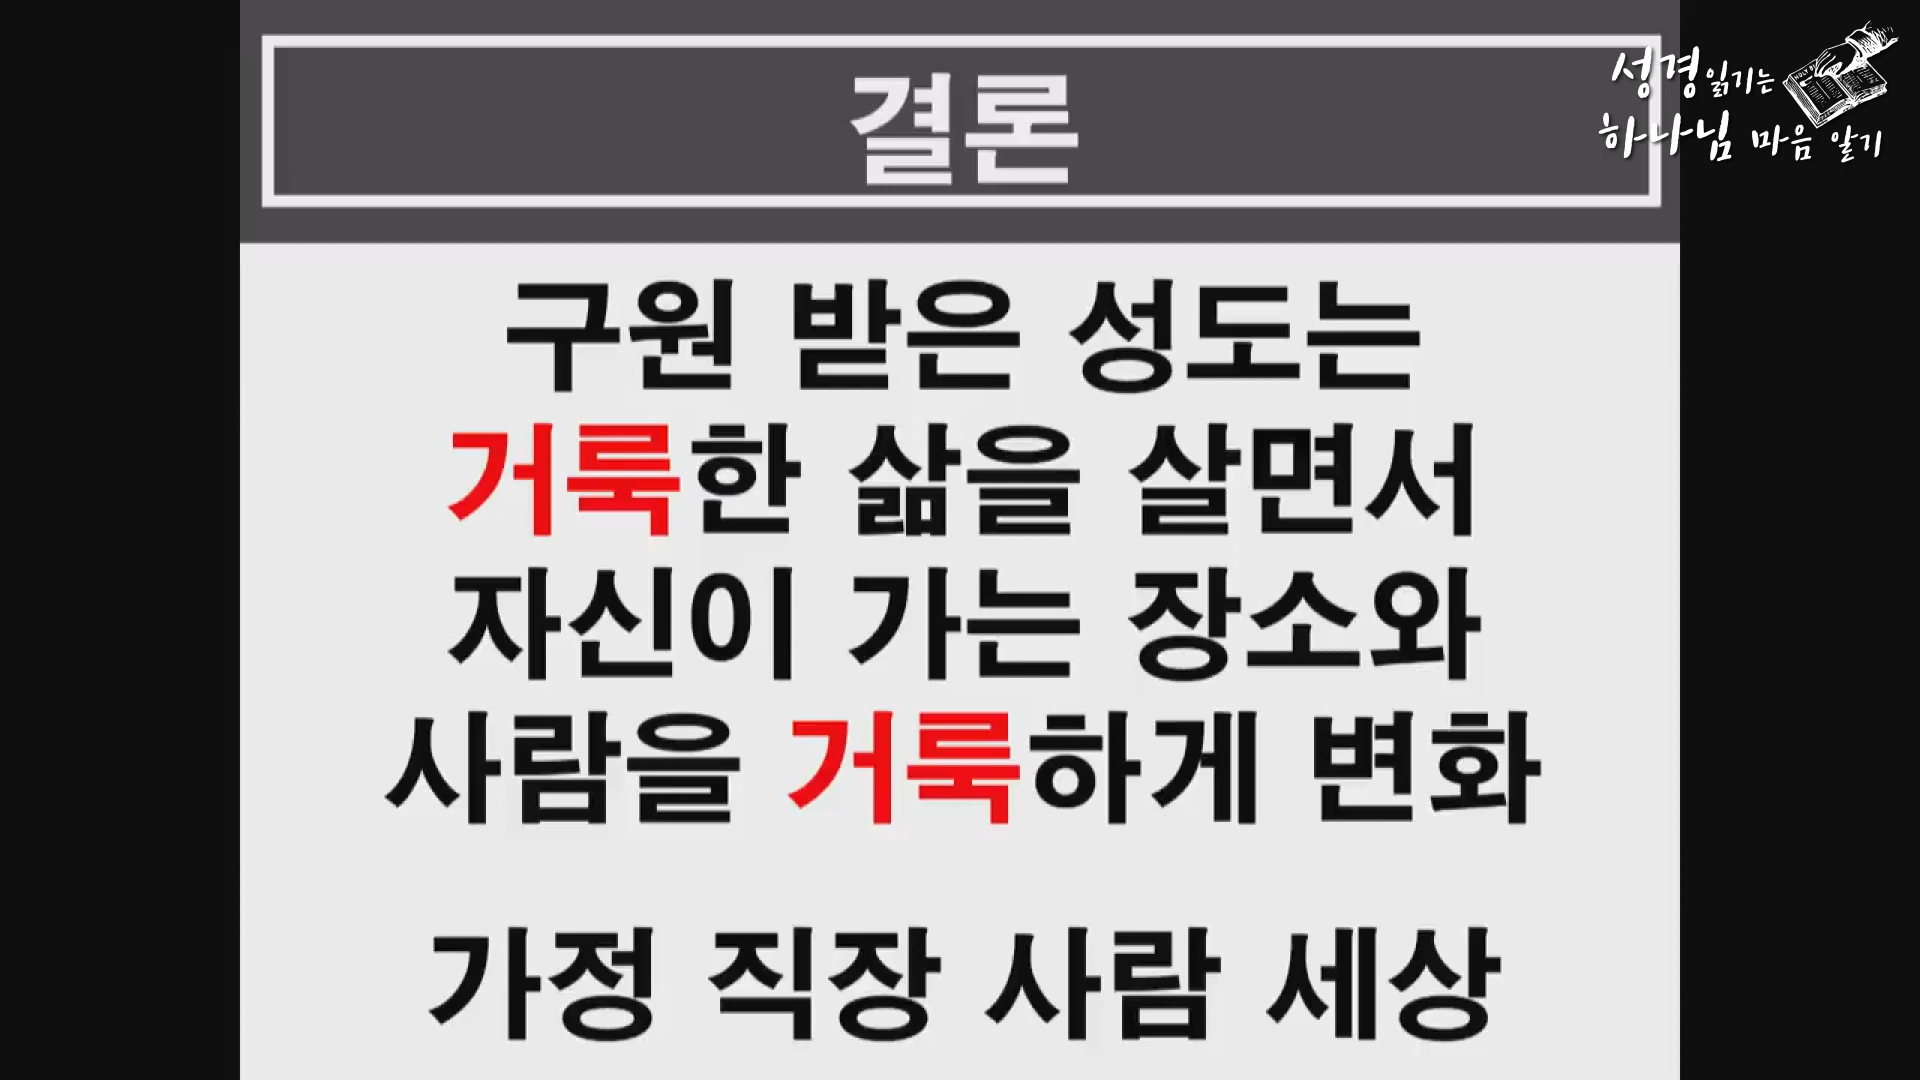 결론
성경읽기는
하나님 마음 알기
구원 받은 성도는
거룩한 삶을 살면서
자신이 가는 장소와
사람을 거룩하게 변화
가정 직장 사람 세상